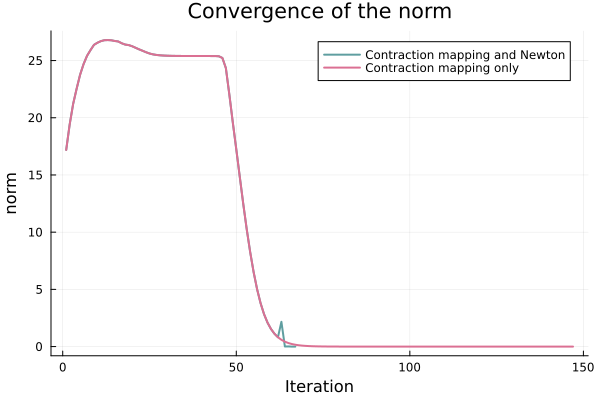 Convergence of the norm
Contraction mapping and Newton
Contraction mapping only
norm
25
20
15
10
5
0
0
50
100
150
Iteration